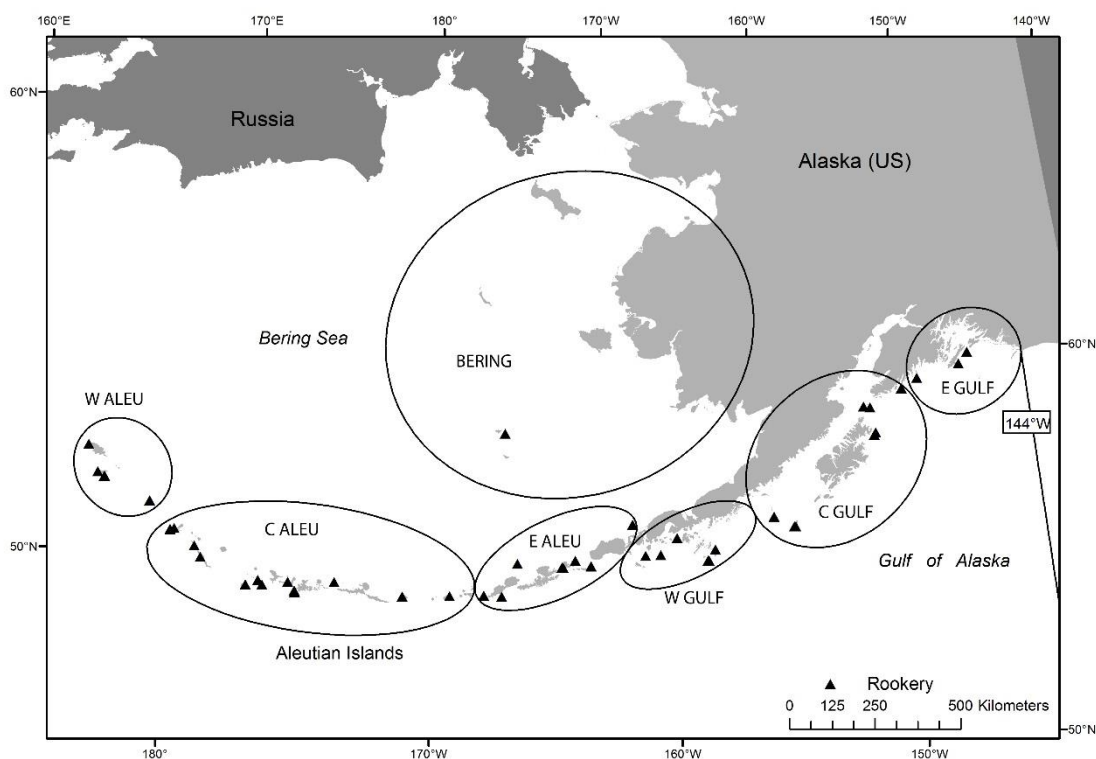 160°E 170°E 180° 170°W 160°W 150°W 140°W
60°N
Russia
Alaska (US)
Bering Sea
BERING
60°N
E GULF
W ALEU
144°W
C ALEU
E ALEU
C GULF
50°N
Gulf of Alaska
W GULF
Aleutian Islands
Rookery
0 125 250 500 Kilometers
50°N
180° 170°W 160°W 150°W